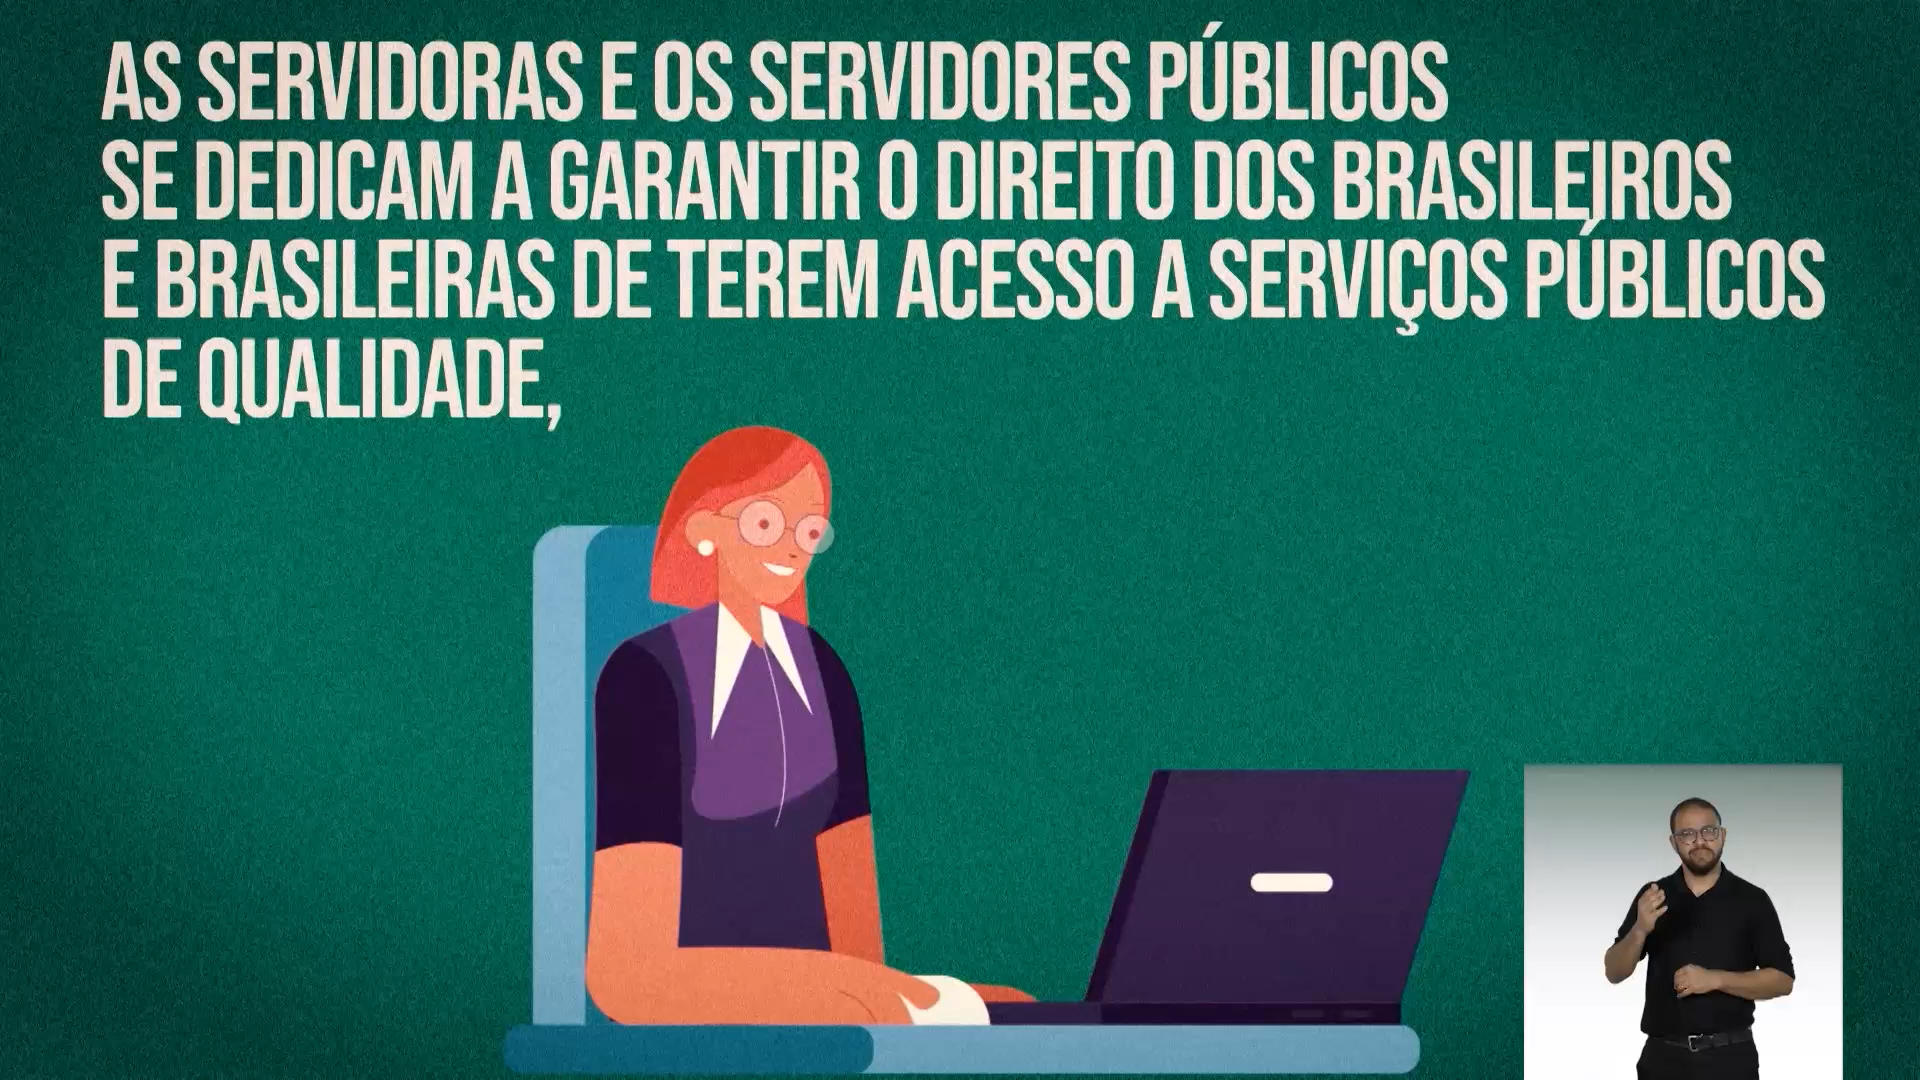 AS SERVIDORAS E OS SERVIDORES PÚBLICOS
SE DEDICAM A GARANTIR O DIREITO DOS BRASILEIROS
E BRASILEIRAS DE TEREM ACESSO A SERVIÇOS PÚBLICOS
DE QUALIDADE,